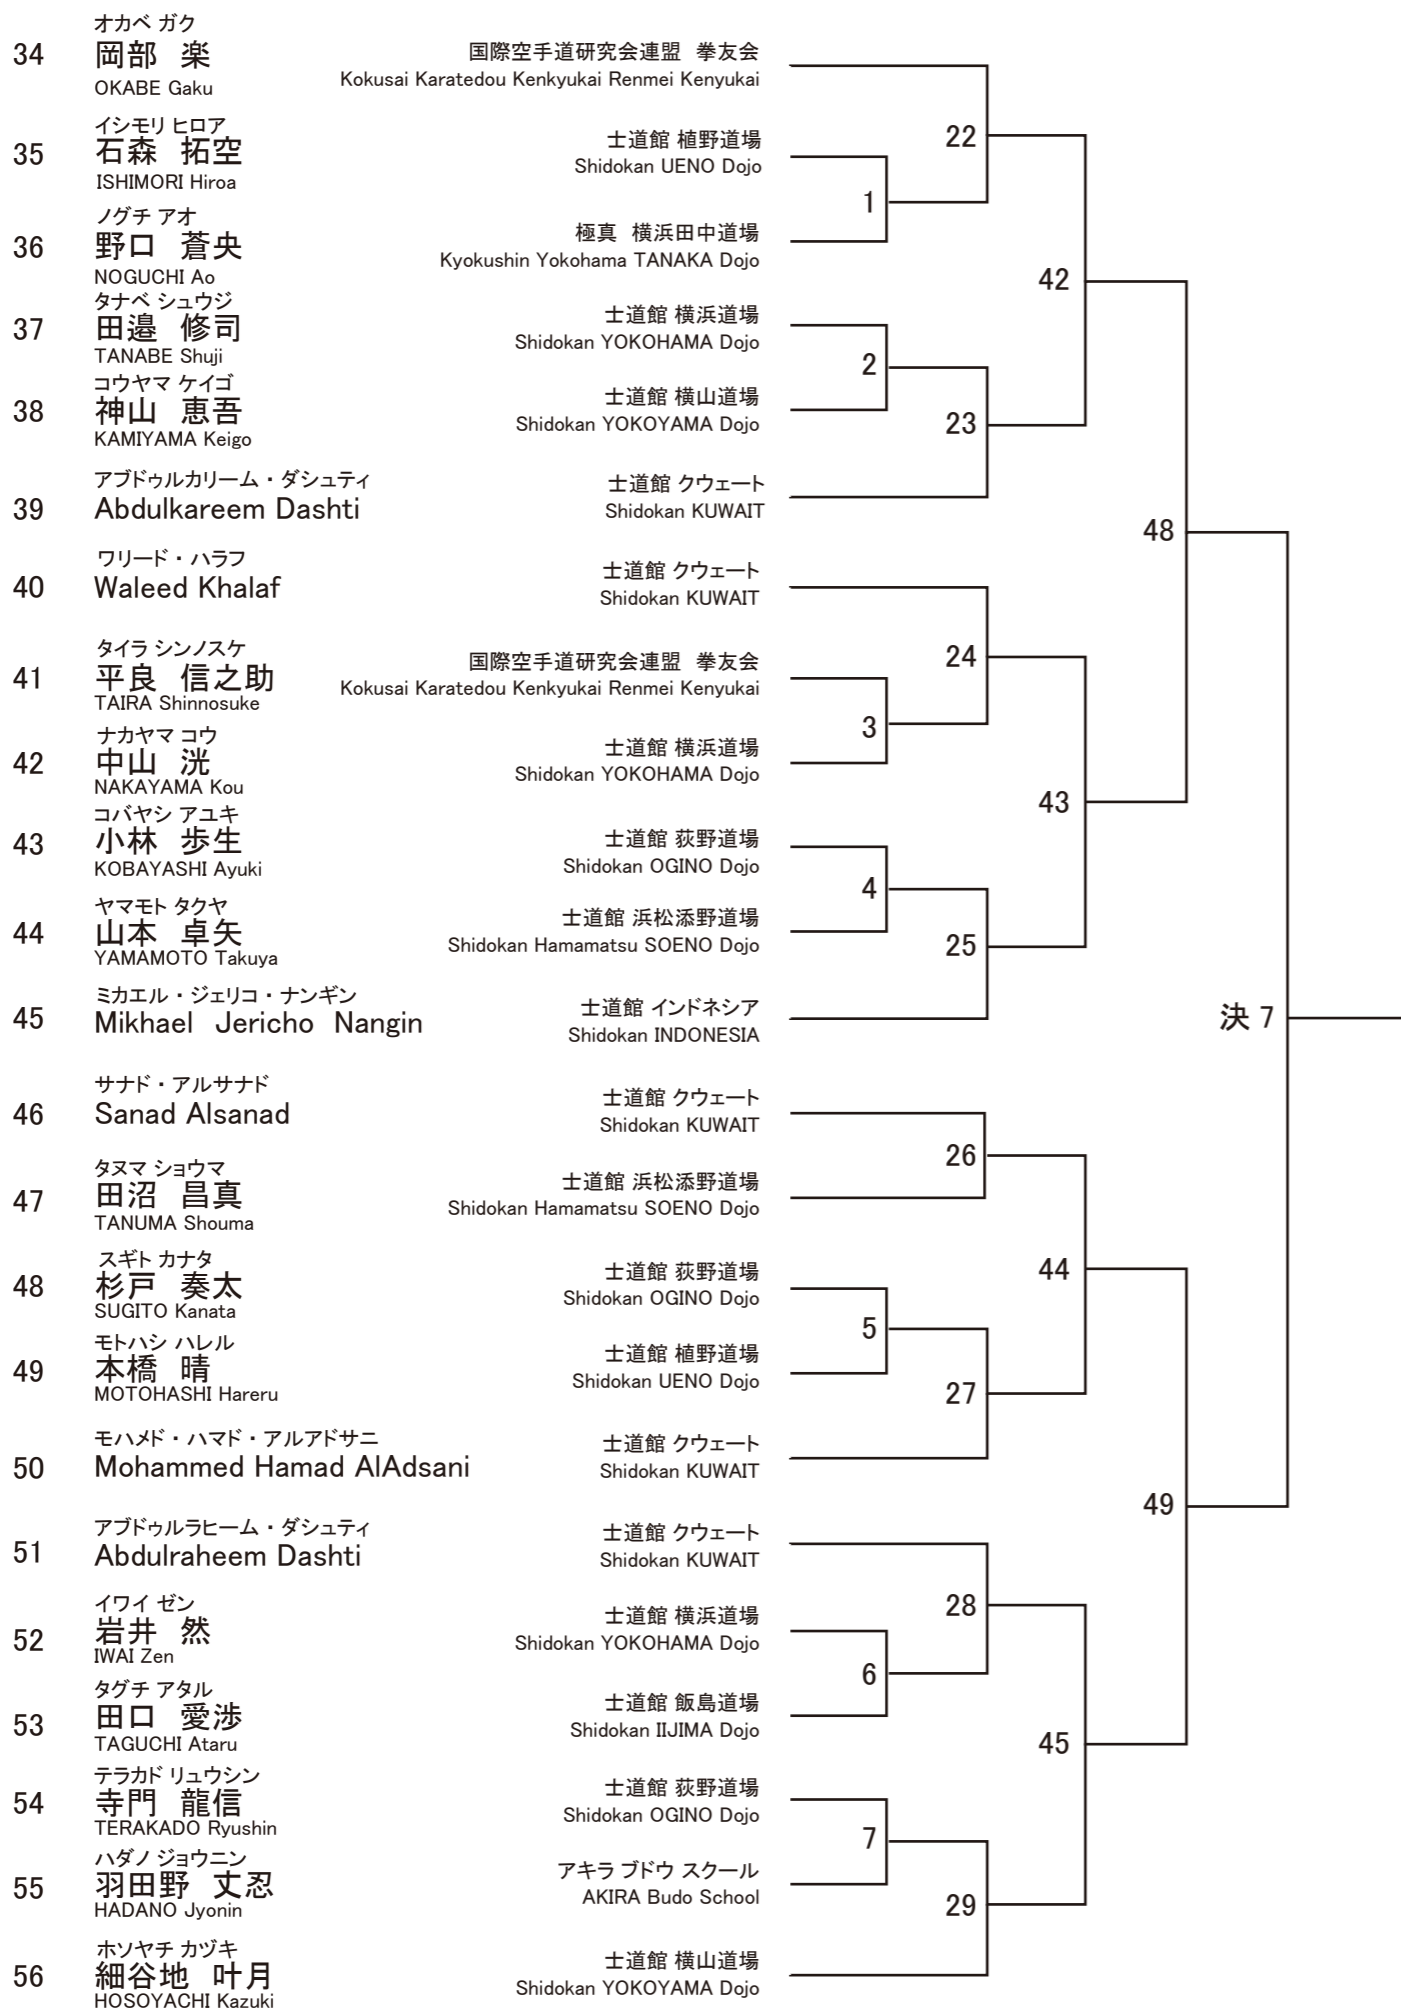 オカベ ガク
34 岡部 楽 国際空手道研究会連盟 拳友会
OKABE Gaku Kokusai Karatedou Kenkyukai Renmei Kenyukai
22
イシモリ ヒロア
35 石森 拓空 士道館 植野道場
ISHIMORI Hiroa Shidokan UENO Dojo
1
ノグチ アオ
36 野口 蒼央 極真 横浜田中道場
NOGUCHI Ao Kyokushin Yokohama TANAKA Dojo
42
タナベ シュウジ
37 田邉 修司 士道館 横浜道場
TANABE Shuji Shidokan YOKOHAMA Dojo
2
コウヤマ ケイゴ
38 神山 恵吾 士道館 横山道場
KAMIYAMA Keigo Shidokan YOKOYAMA Dojo
23
アブドゥルカリーム・ダシュティ 士道館 クウェート
39 Abdulkareem Dashti Shidokan KUWAIT
48
ワリード・ハラフ 士道館 クウェート
40 Waleed Khalaf Shidokan KUWAIT
24
タイラ シンノスケ
41 平良 信之助 国際空手道研究会連盟 拳友会
TAIRA Shinnosuke Kokusai Karatedou Kenkyukai Renmei Kenyukai
3
ナカヤマ コウ
42 中山 洸 士道館 横浜道場
NAKAYAMA Kou Shidokan YOKOHAMA Dojo
43
コバヤシ アユキ
43 小林 歩生 士道館 荻野道場
KOBAYASHI Ayuki Shidokan OGINO Dojo
4
ヤマモト タクヤ
44 山本 卓矢 士道館 浜松添野道場
YAMAMOTO Takuya Shidokan Hamamatsu SOENO Dojo
25
ミカエル・ジェリコ・ナンギン 士道館 インドネシア
45 Mikhael Jericho Nangin Shidokan INDONESIA
決 7
サナド・アルサナド 士道館 クウェート
46 Sanad Alsanad Shidokan KUWAIT
26
タヌマ ショウマ
47 田沼 昌真 士道館 浜松添野道場
TANUMA Shouma Shidokan Hamamatsu SOENO Dojo
44
スギト カナタ
48 杉戸 奏太 士道館 荻野道場
SUGITO Kanata Shidokan OGINO Dojo
5
モトハシ ハレル
49 本橋 晴 士道館 植野道場
MOTOHASHI Hareru Shidokan UENO Dojo
27
モハメド・ハマド・アルアドサニ 士道館 クウェート
50 Mohammed Hamad AlAdsani Shidokan KUWAIT
49
アブドゥルラヒーム・ダシュティ 士道館 クウェート
51 Abdulraheem Dashti Shidokan KUWAIT
28
イワイ ゼン
52 岩井 然 士道館 横浜道場
IWAI Zen Shidokan YOKOHAMA Dojo
6
タグチ アタル
53 田口 愛渉 士道館 飯島道場
TAGUCHI Ataru Shidokan IIJIMA Dojo
45
テラカド リュウシン
54 寺門 龍信 士道館 荻野道場
TERAKADO Ryushin Shidokan OGINO Dojo
7
ハダノ ジョウニン
55 羽田野 丈忍 アキラ ブドウ スクール
HADANO Jyonin AKIRA Budo School
29
ホソヤチ カヅキ
56 細谷地 叶月 士道館 横山道場
HOSOYACHI Kazuki Shidokan YOKOYAMA Dojo